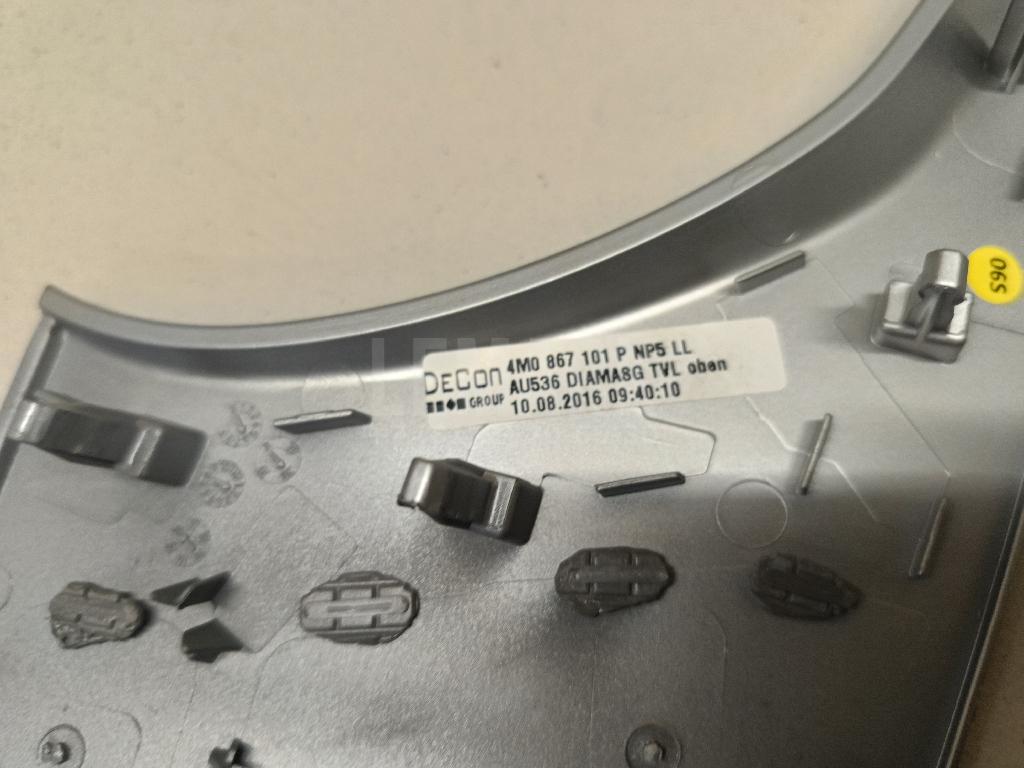 4M0 867 101 P NP5 LL
DECON AU536 DIAMA8G TVL oben
GROUP 10.08.2016 09:40:10
S90